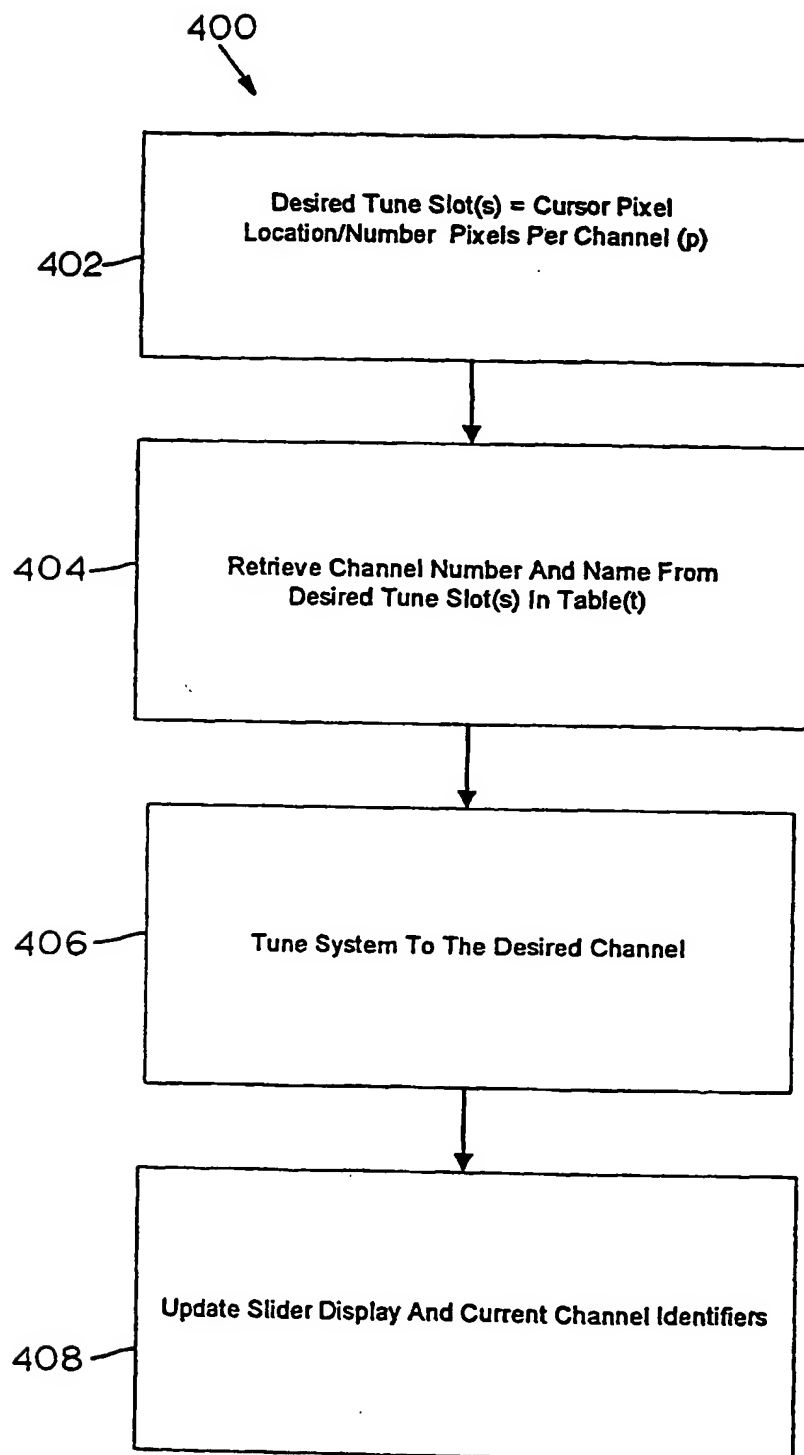 400
Desired Tune Slot(s) = Cursor Pixel
Location/Number Pixels Per Channel (p)
402
Retrieve Channel Number And Name From
Desired Tune Slot(s) In Table(t)
404
Tune System To The Desired Channel
406
Update Slider Display And Current Channel Identifiers
408